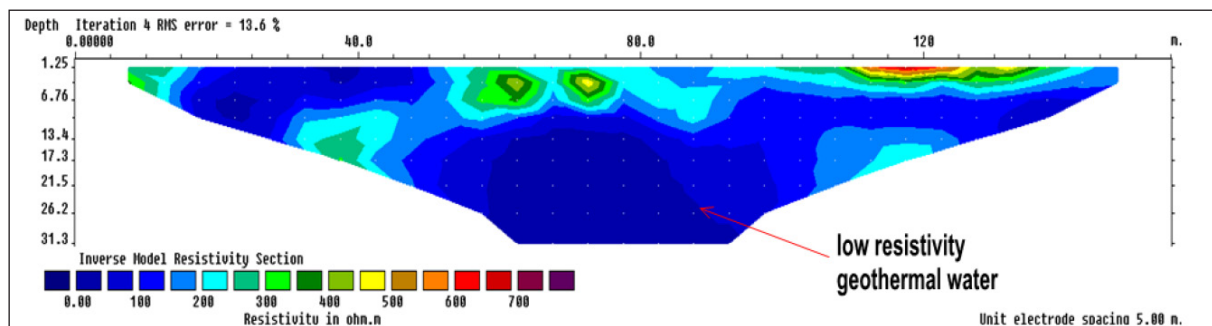 Depth Iteration 4 RMS error = 13.6 %
0.00000 40.0 80.0 120 m.
1.25
6.76
13.4
17.3
21.5
26.2
31.3
low resistivity
geothermal water
Inverse Model Resistivity Section
0.00 100 200 300 400 500 600 700
Resistivity in ohm.m
Unit electrode spacing 5.00 m.